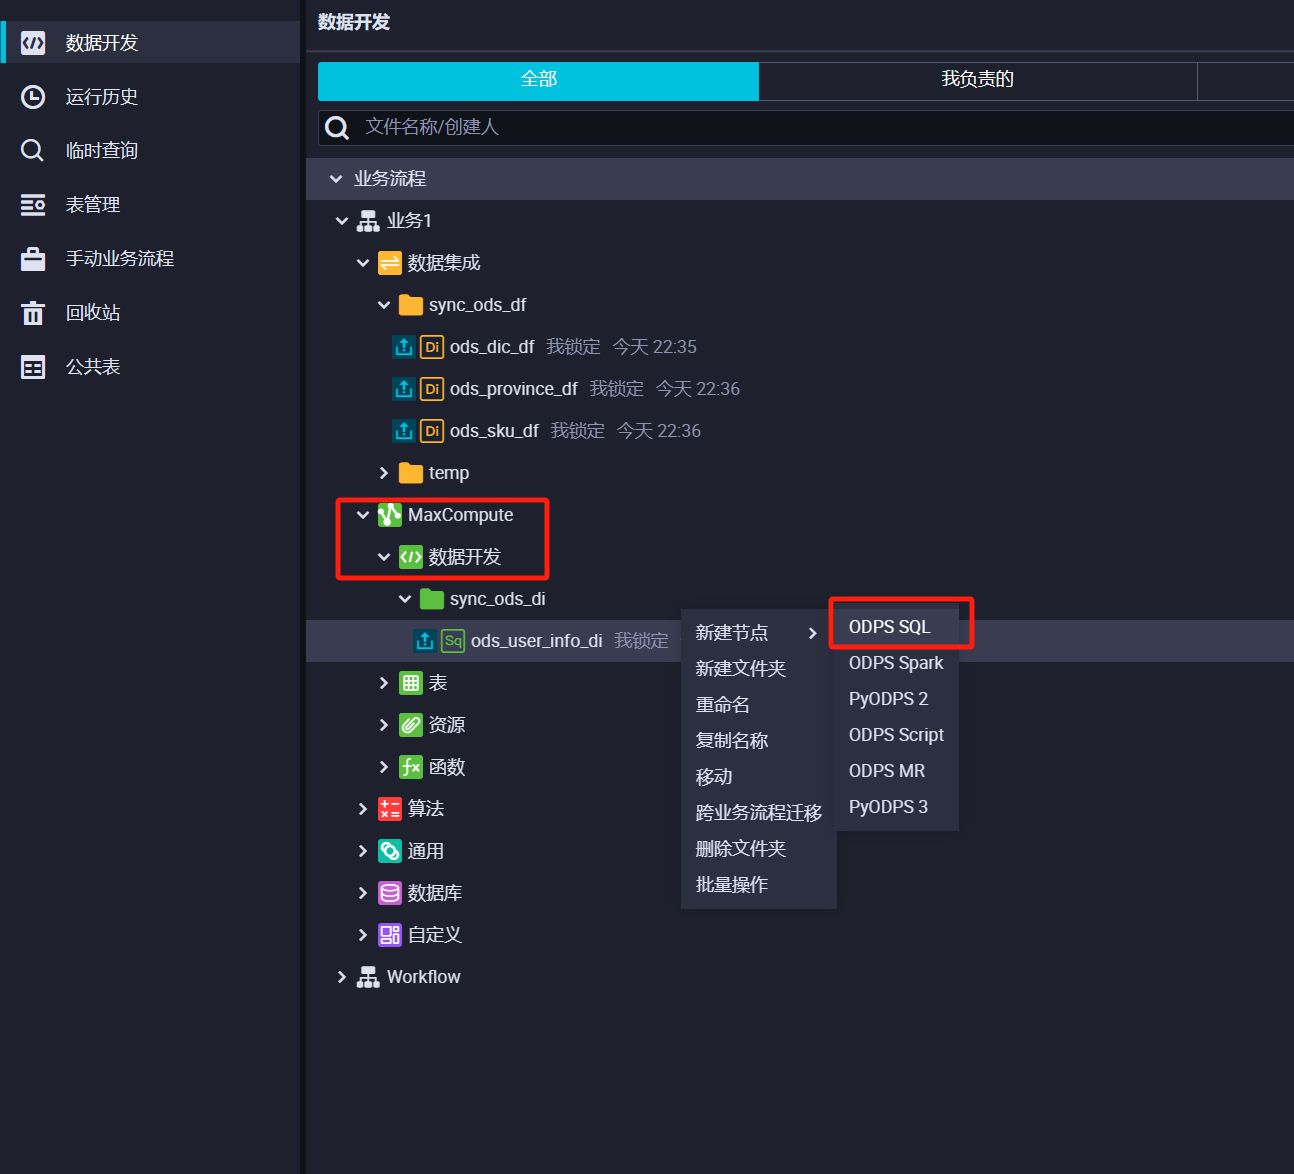 数据开发
运行历史
临时查询
表管理
手动业务流程
回收站
公共表
数据开发
全部
我负责的
文件名称/创建人
业务流程
业务1
数据集成
sync_ods_df
Di ods_dic_df 我锁定 今天 22:35
Di ods_province_df 我锁定 今天 22:36
Di ods_sku_df 我锁定 今天 22:36
temp
MaxCompute
数据开发
sync_ods_di
Sq ods_user_info_di 我锁定
表
资源
函数
算法
通用
数据库
自定义
Workflow
新建节点
新建文件夹
重命名
复制名称
移动
跨业务流程迁移
删除文件夹
批量操作
ODPS SQL
ODPS Spark
PyODPS 2
ODPS Script
ODPS MR
PyODPS 3